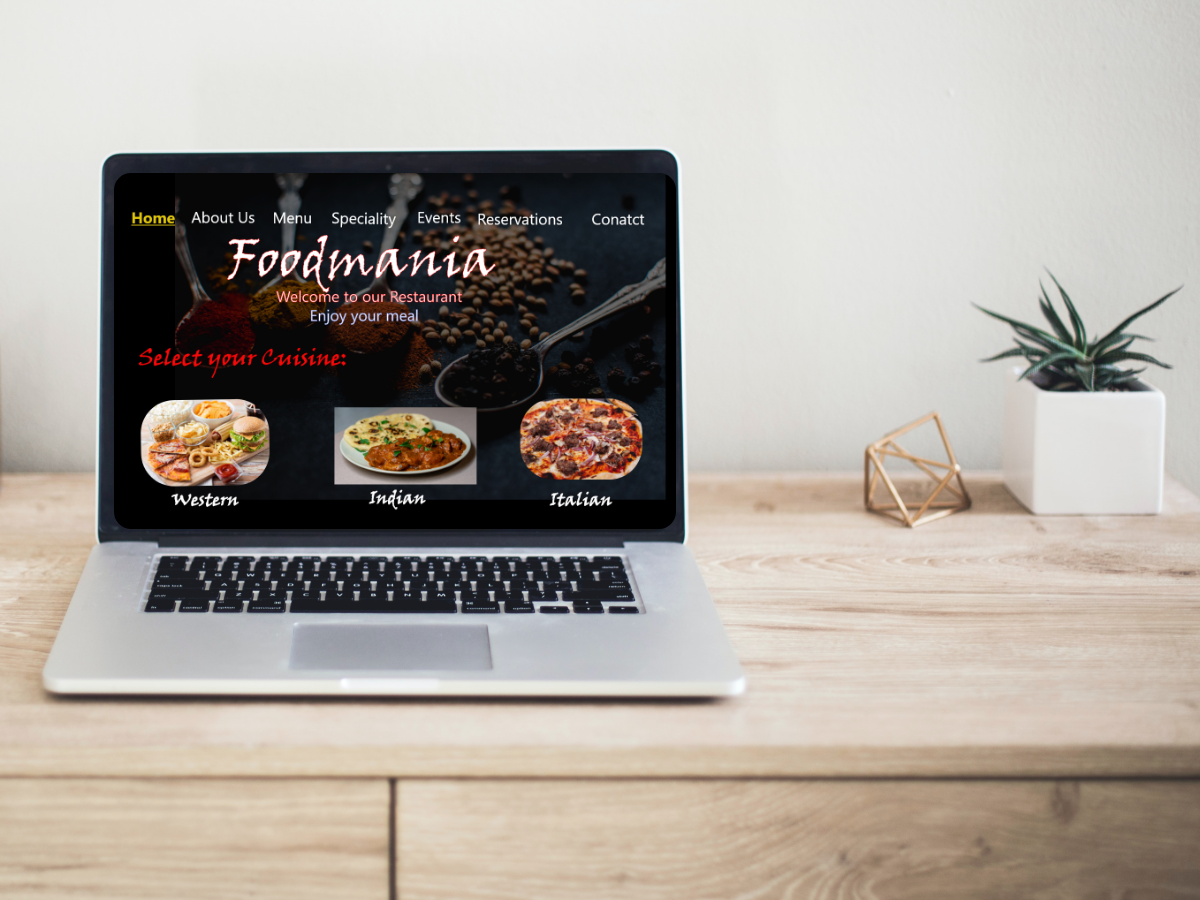 Home About Us Menu Speciality Events Reservations Conatct
Foodmania
Welcome to our Restaurant
Enjoy your meal
Select your Cuisine:
Western Indian Italian